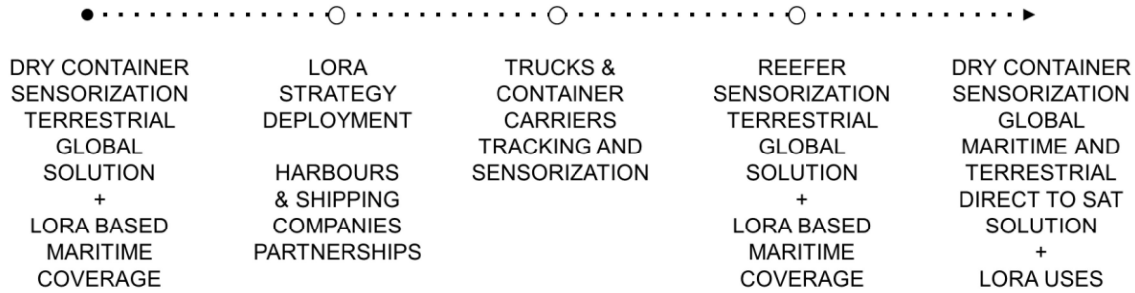 DRY CONTAINER
SENSORIZATION
TERRESTRIAL
GLOBAL
SOLUTION
+
LORA BASED
MARITIME
COVERAGE
LORA
STRATEGY
DEPLOYMENT
HARBOURS
& SHIPPING
COMPANIES
PARTNERSHIPS
TRUCKS &
CONTAINER
CARRIERS
TRACKING AND
SENSORIZATION
REEFER
SENSORIZATION
TERRESTRIAL
GLOBAL
SOLUTION
+
LORA BASED
MARITIME
COVERAGE
DRY CONTAINER
SENSORIZATION
GLOBAL
MARITIME AND
TERRESTRIAL
DIRECT TO SAT
SOLUTION
+
LORA USES